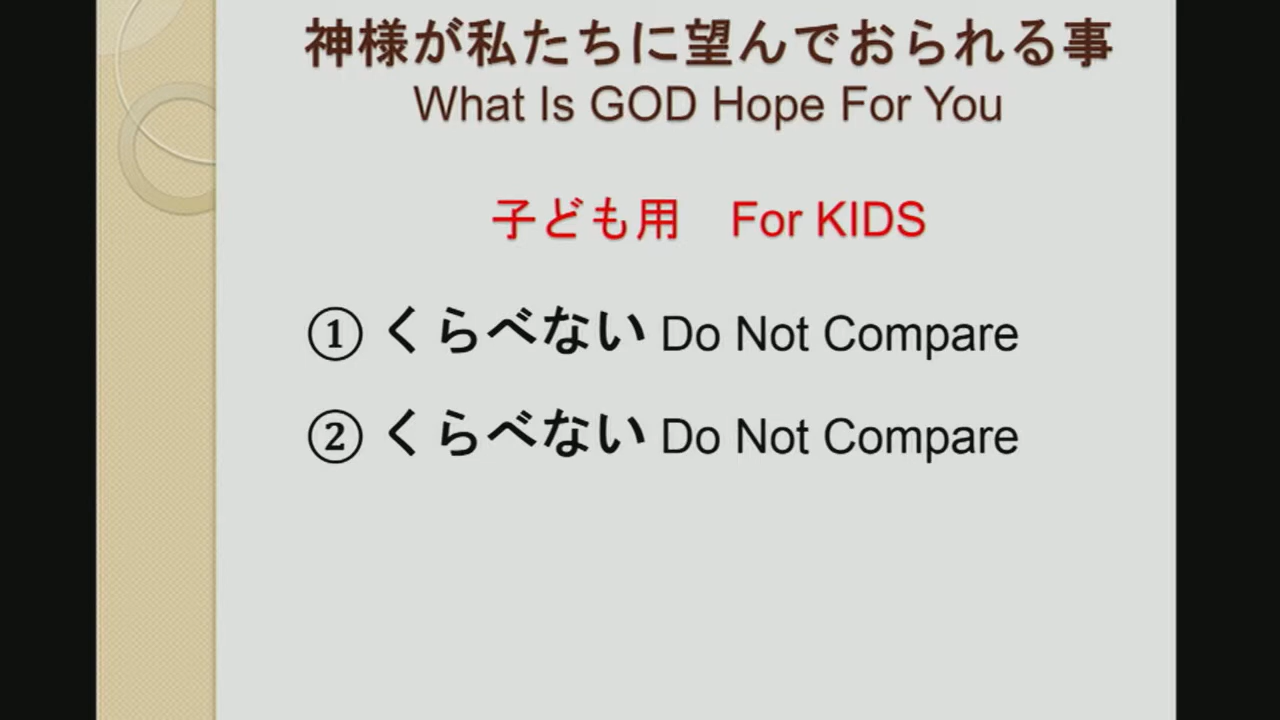 神様が私たちに望んでおられる事
What Is GOD Hope For You
子ども用　For KIDS
① くらべない Do Not Compare
② くらべない Do Not Compare